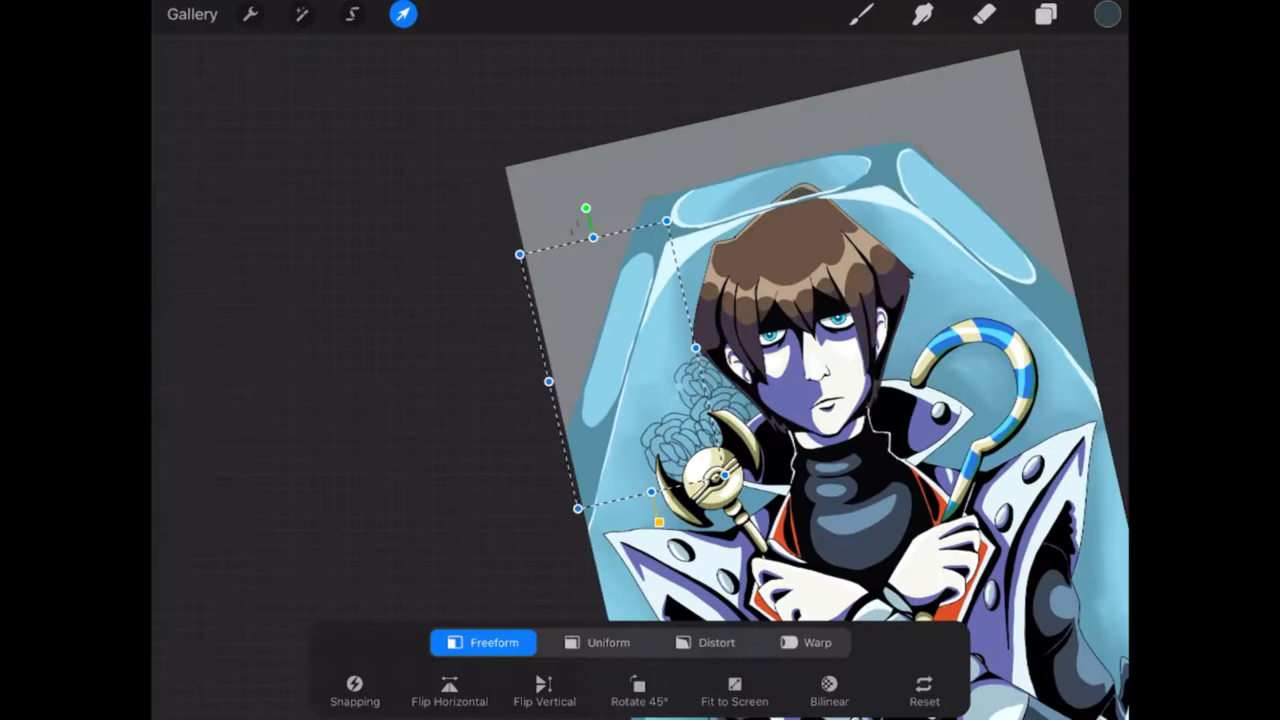 Gallery
Freeform Uniform Distort Warp
Snapping Flip Horizontal Flip Vertical Rotate 45° Fit to Screen Bilinear Reset